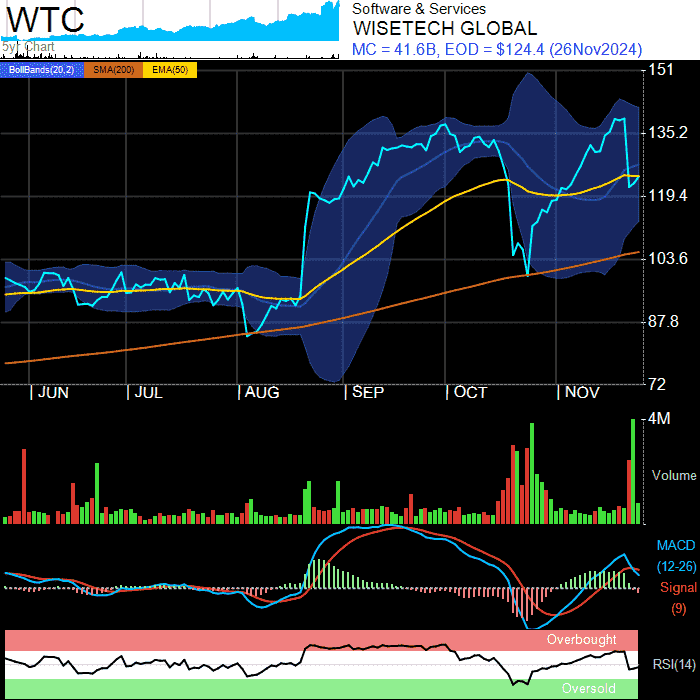 WTC
5yr Chart
Software & Services
WISETECH GLOBAL
MC = 41.6B, EOD = $124.4 (26Nov2024)
BollBands(20,2) SMA(200) EMA(50)
151
135.2
119.4
103.6
87.8
72
JUN JUL AUG SEP OCT NOV
4M
Volume
MACD
(12-26)
Signal
(9)
Overbought
RSI(14)
Oversold